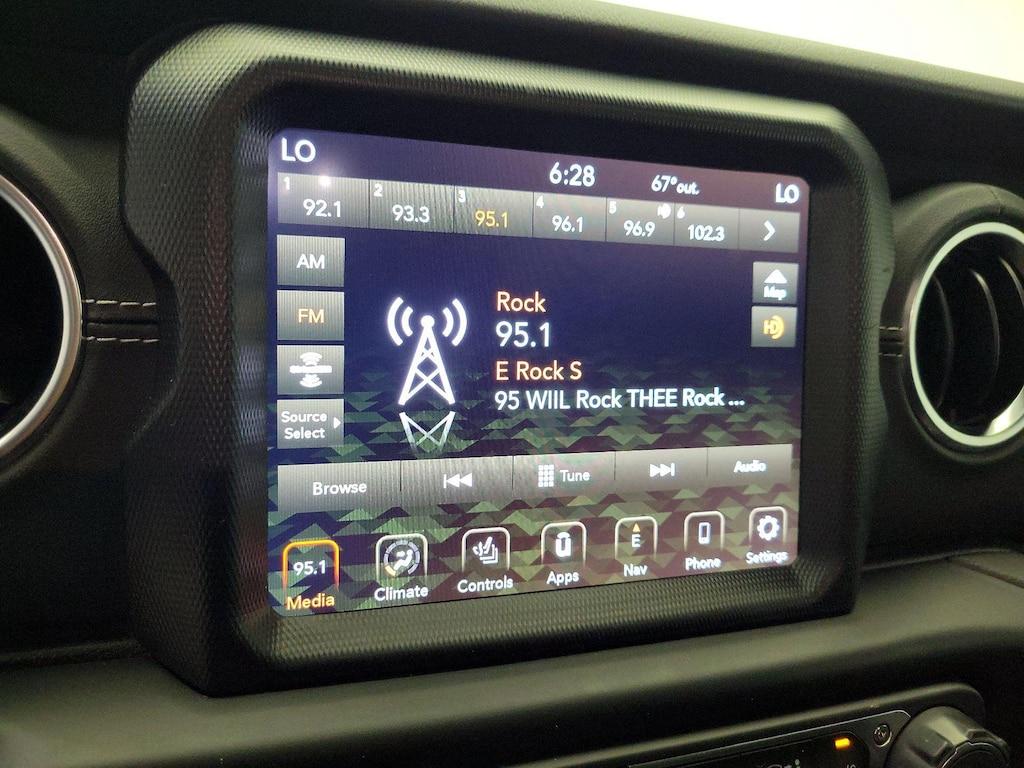 LO 6:28 67°out. LO
1 92.1 2 93.3 3 95.1 4 96.1 5 96.9 6 102.3
AM
FM
Source
Select
Rock
95.1
E Rock S
95 WIIL Rock THEE Rock ...
Map
HD
Browse Tune Audio
95.1 E
Media Climate Controls Apps Nav Phone Settings